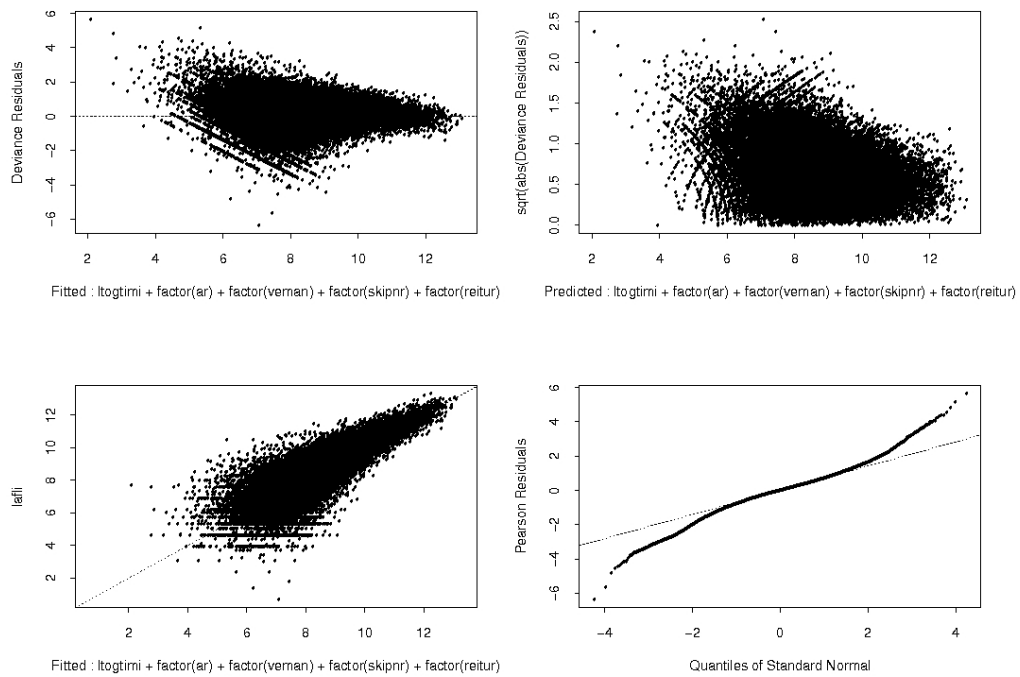 Deviance Residuals
6
4
2
0
−2
−4
−6
2 4 6 8 10 12
Fitted : ltogtimi + factor(ar) + factor(veman) + factor(skipnr) + factor(reitur)
sqrt(abs(Deviance Residuals))
2.5
2.0
1.5
1.0
0.5
0.0
2 4 6 8 10 12
Predicted : ltogtimi + factor(ar) + factor(veman) + factor(skipnr) + factor(reitur)
lafli
12
10
8
6
4
2
2 4 6 8 10 12
Fitted : ltogtimi + factor(ar) + factor(veman) + factor(skipnr) + factor(reitur)
Pearson Residuals
6
4
2
0
−2
−4
−6
−4 −2 0 2 4
Quantiles of Standard Normal